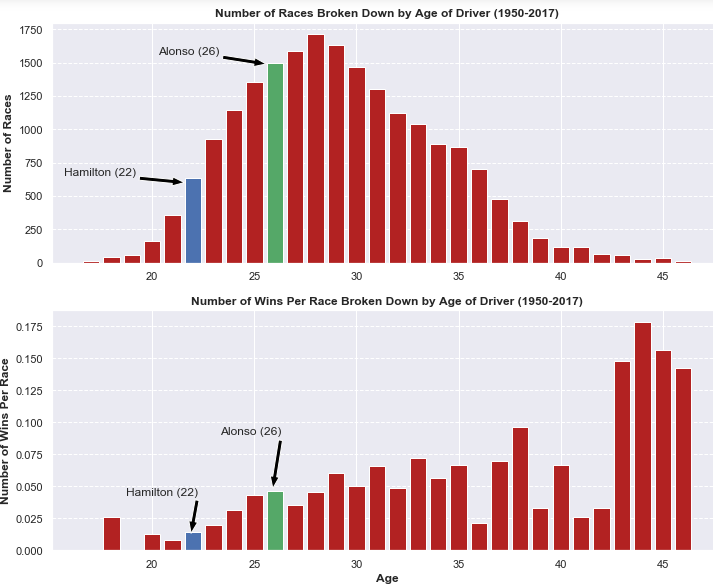 Number of Races Broken Down by Age of Driver (1950-2017)
Number of Races
1750
1500
1250
1000
750
500
250
0
Alonso (26)
Hamilton (22)
20 25 30 35 40 45
Number of Wins Per Race Broken Down by Age of Driver (1950-2017)
Number of Wins Per Race
0.175
0.150
0.125
0.100
0.075
0.050
0.025
0.000
Alonso (26)
Hamilton (22)
20 25 30 35 40 45
Age